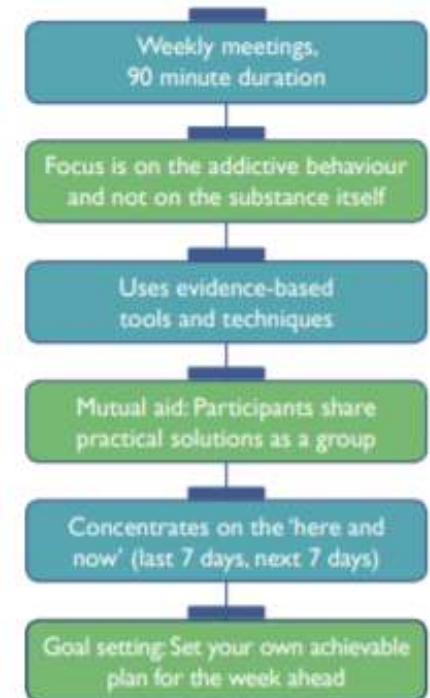 Weekly meetings,
90 minute duration
Focus is on the addictive behaviour
and not on the substance itself
Uses evidence-based
tools and techniques
Mutual aid: Participants share
practical solutions as a group
Concentrates on the ‘here and
now’ (last 7 days, next 7 days)
Goal setting: Set your own achievable
plan for the week ahead